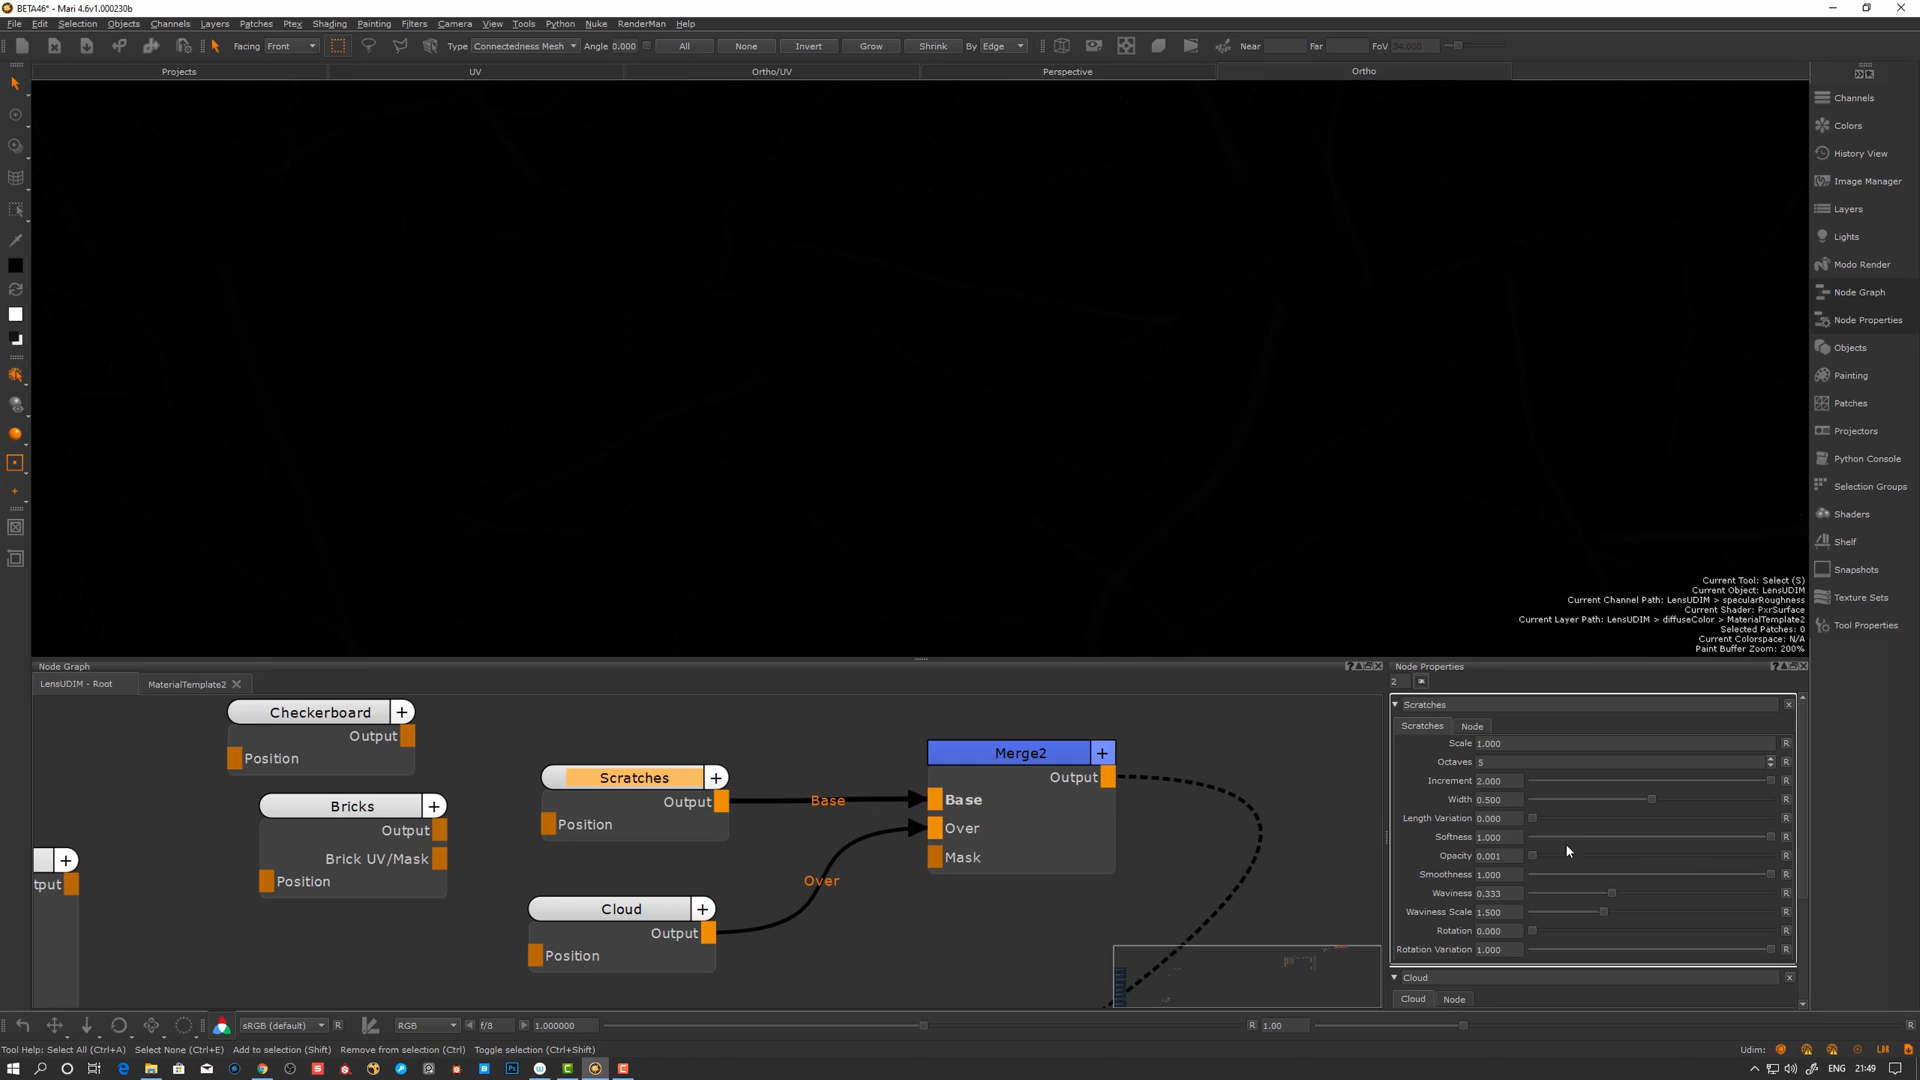 BETA46* - Mari 4.6v1.000230b
File Edit Selection Objects Channels Layers Patches Ptex Shading Painting Filters Camera View Tools Python Nuke RenderMan Help
Facing Front Type Connectedness Mesh Angle 0.000 All None Invert Grow Shrink By Edge Near Far FoV 34.000
Projects UV Ortho/UV Perspective Ortho
Channels
Colors
History View
Image Manager
Layers
Lights
Modo Render
Node Graph
Node Properties
Objects
Painting
Patches
Projectors
Python Console
Selection Groups
Shaders
Shelf
Snapshots
Texture Sets
Tool Properties
Current Tool: Select (S)
Current Object: LensUDIM
Current Channel Path: LensUDIM > specularRoughness
Current Shader: PxrSurface
Current Layer Path: LensUDIM > diffuseColor > MaterialTemplate2
Selected Patches: 0
Current Colorspace: N/A
Paint Buffer Zoom: 200%
Node Graph
LensUDIM - Root MaterialTemplate2
Checkerboard +
Output
Position
Bricks +
Output
Brick UV/Mask
Position
+
tput
Scratches +
Output
Position
Cloud +
Output
Position
Base
Over
Merge2 +
Output
Base
Over
Mask
Node Properties
2
Scratches
Scratches Node
Scale 1.000 R
Octaves 5 R
Increment 2.000 R
Width 0.500 R
Length Variation 0.000 R
Softness 1.000 R
Opacity 0.001 R
Smoothness 1.000 R
Waviness 0.333 R
Waviness Scale 1.500 R
Rotation 0.000 R
Rotation Variation 1.000 R
Cloud
Cloud Node
sRGB (default) R RGB f/8 1.000000 R 1.00 R
Tool Help: Select All (Ctrl+A) Select None (Ctrl+E) Add to selection (Shift) Remove from selection (Ctrl) Toggle selection (Ctrl+Shift) Udim:
ENG 21:49